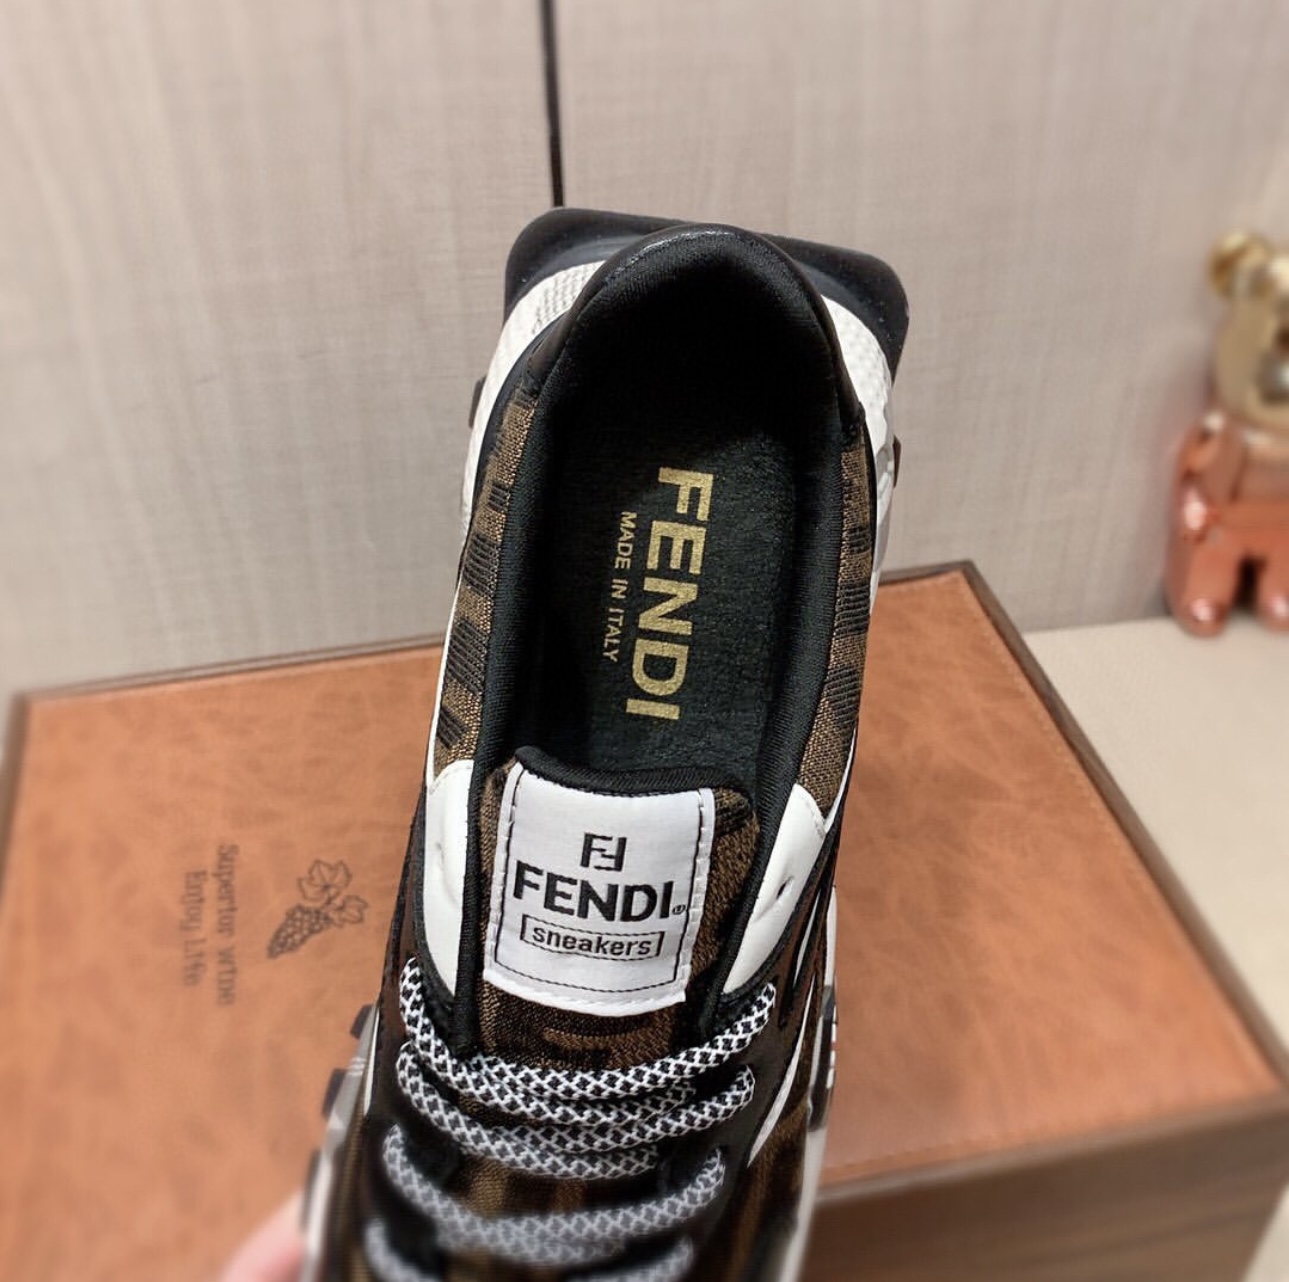 FENDI
MADE IN ITALY
FF
FENDI®
sneakers
Superior wine
Enjoy Life